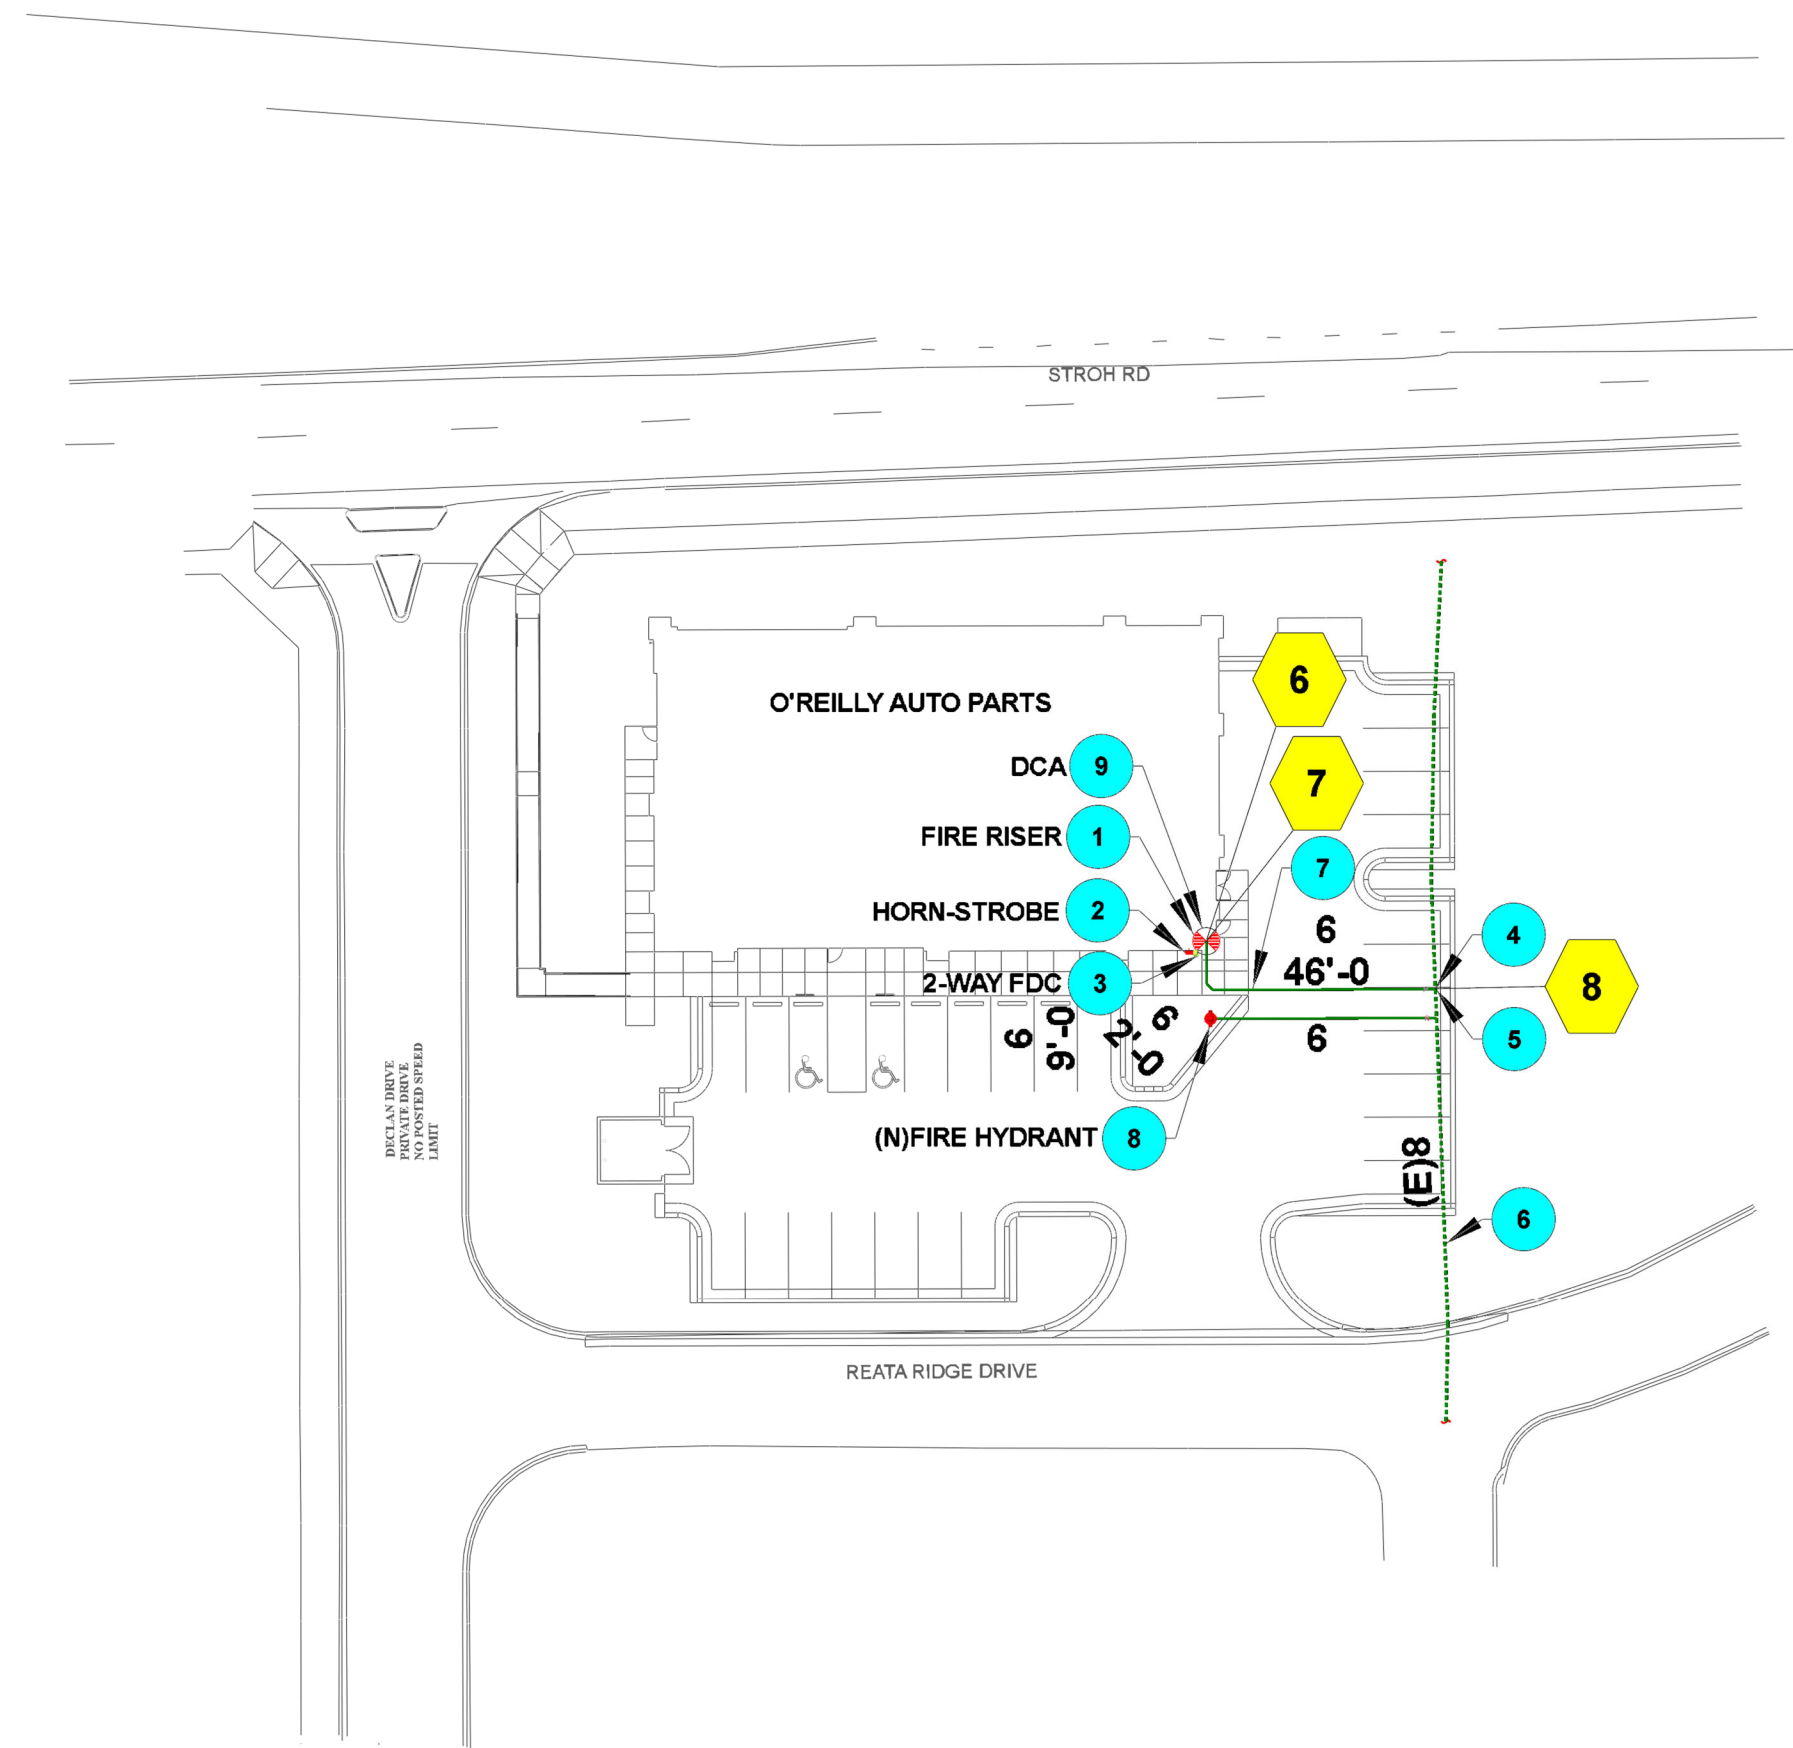 STROH RD
6
O'REILLY AUTO PARTS
DCA 9
7
FIRE RISER 1
7
HORN-STROBE 2
6
4
46'-0
2-WAY FDC 3
8
6
9'-0
6
2'-0
6
5
DECLAN DRIVE
PRIVATE DRIVE
NO POSTED SPEED
LIMIT
(N)FIRE HYDRANT 8
(E)8
6
REATA RIDGE DRIVE